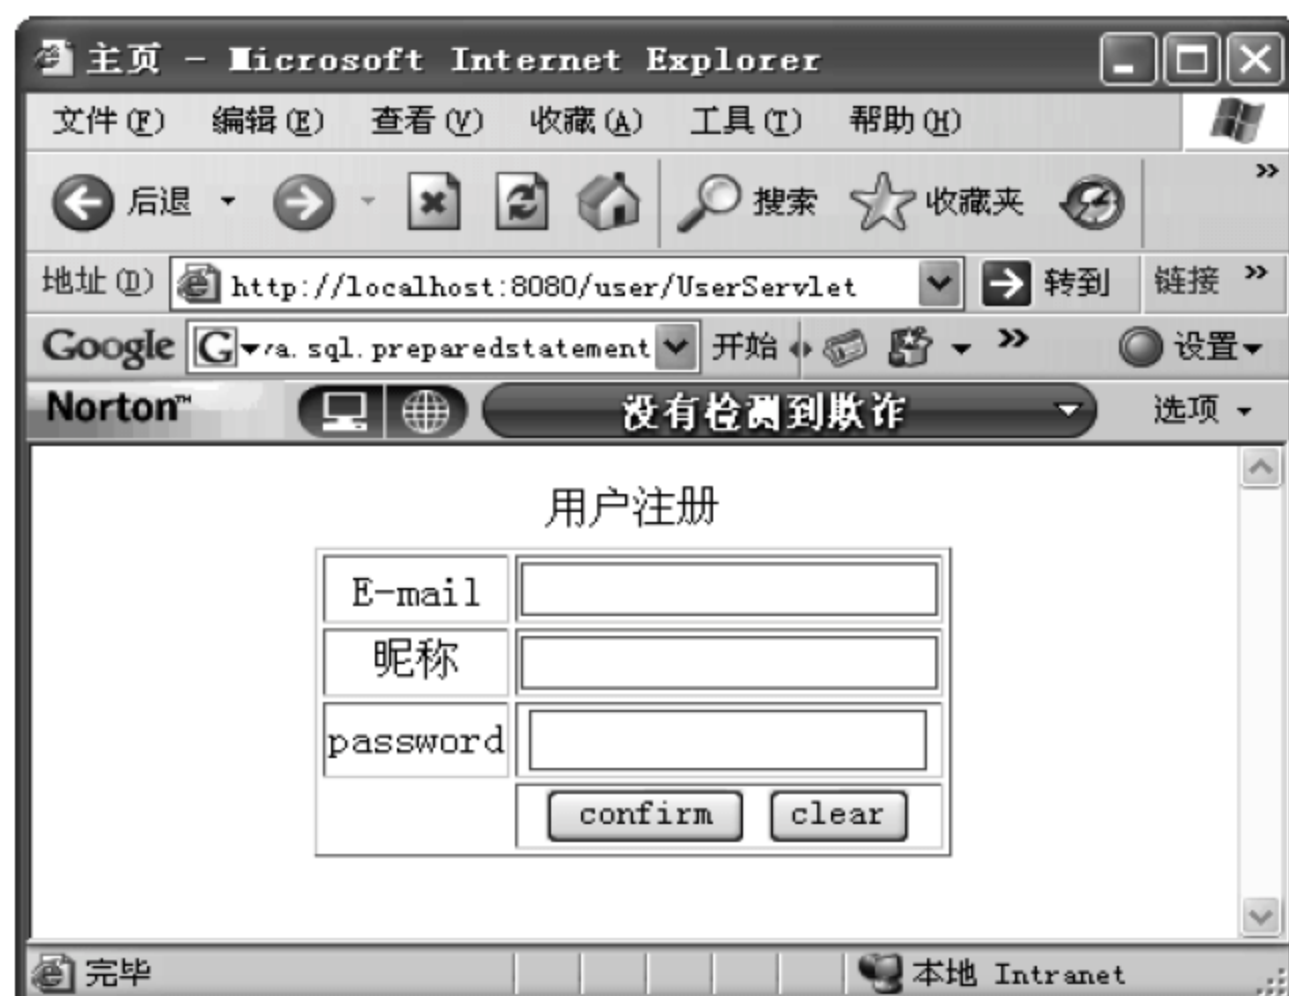 主页 - Microsoft Internet Explorer
文件(F) 编辑(E) 查看(V) 收藏(A) 工具(T) 帮助(H)
后退 搜索 收藏夹 »
地址(D) http://localhost:8080/user/UserServlet 转到 链接 »
Google G a.sql.preparedstatement 开始 » 设置
Norton™ 没有检测到欺诈 选项
用户注册
E-mail
昵称
password
confirm clear
完毕 本地 Intranet